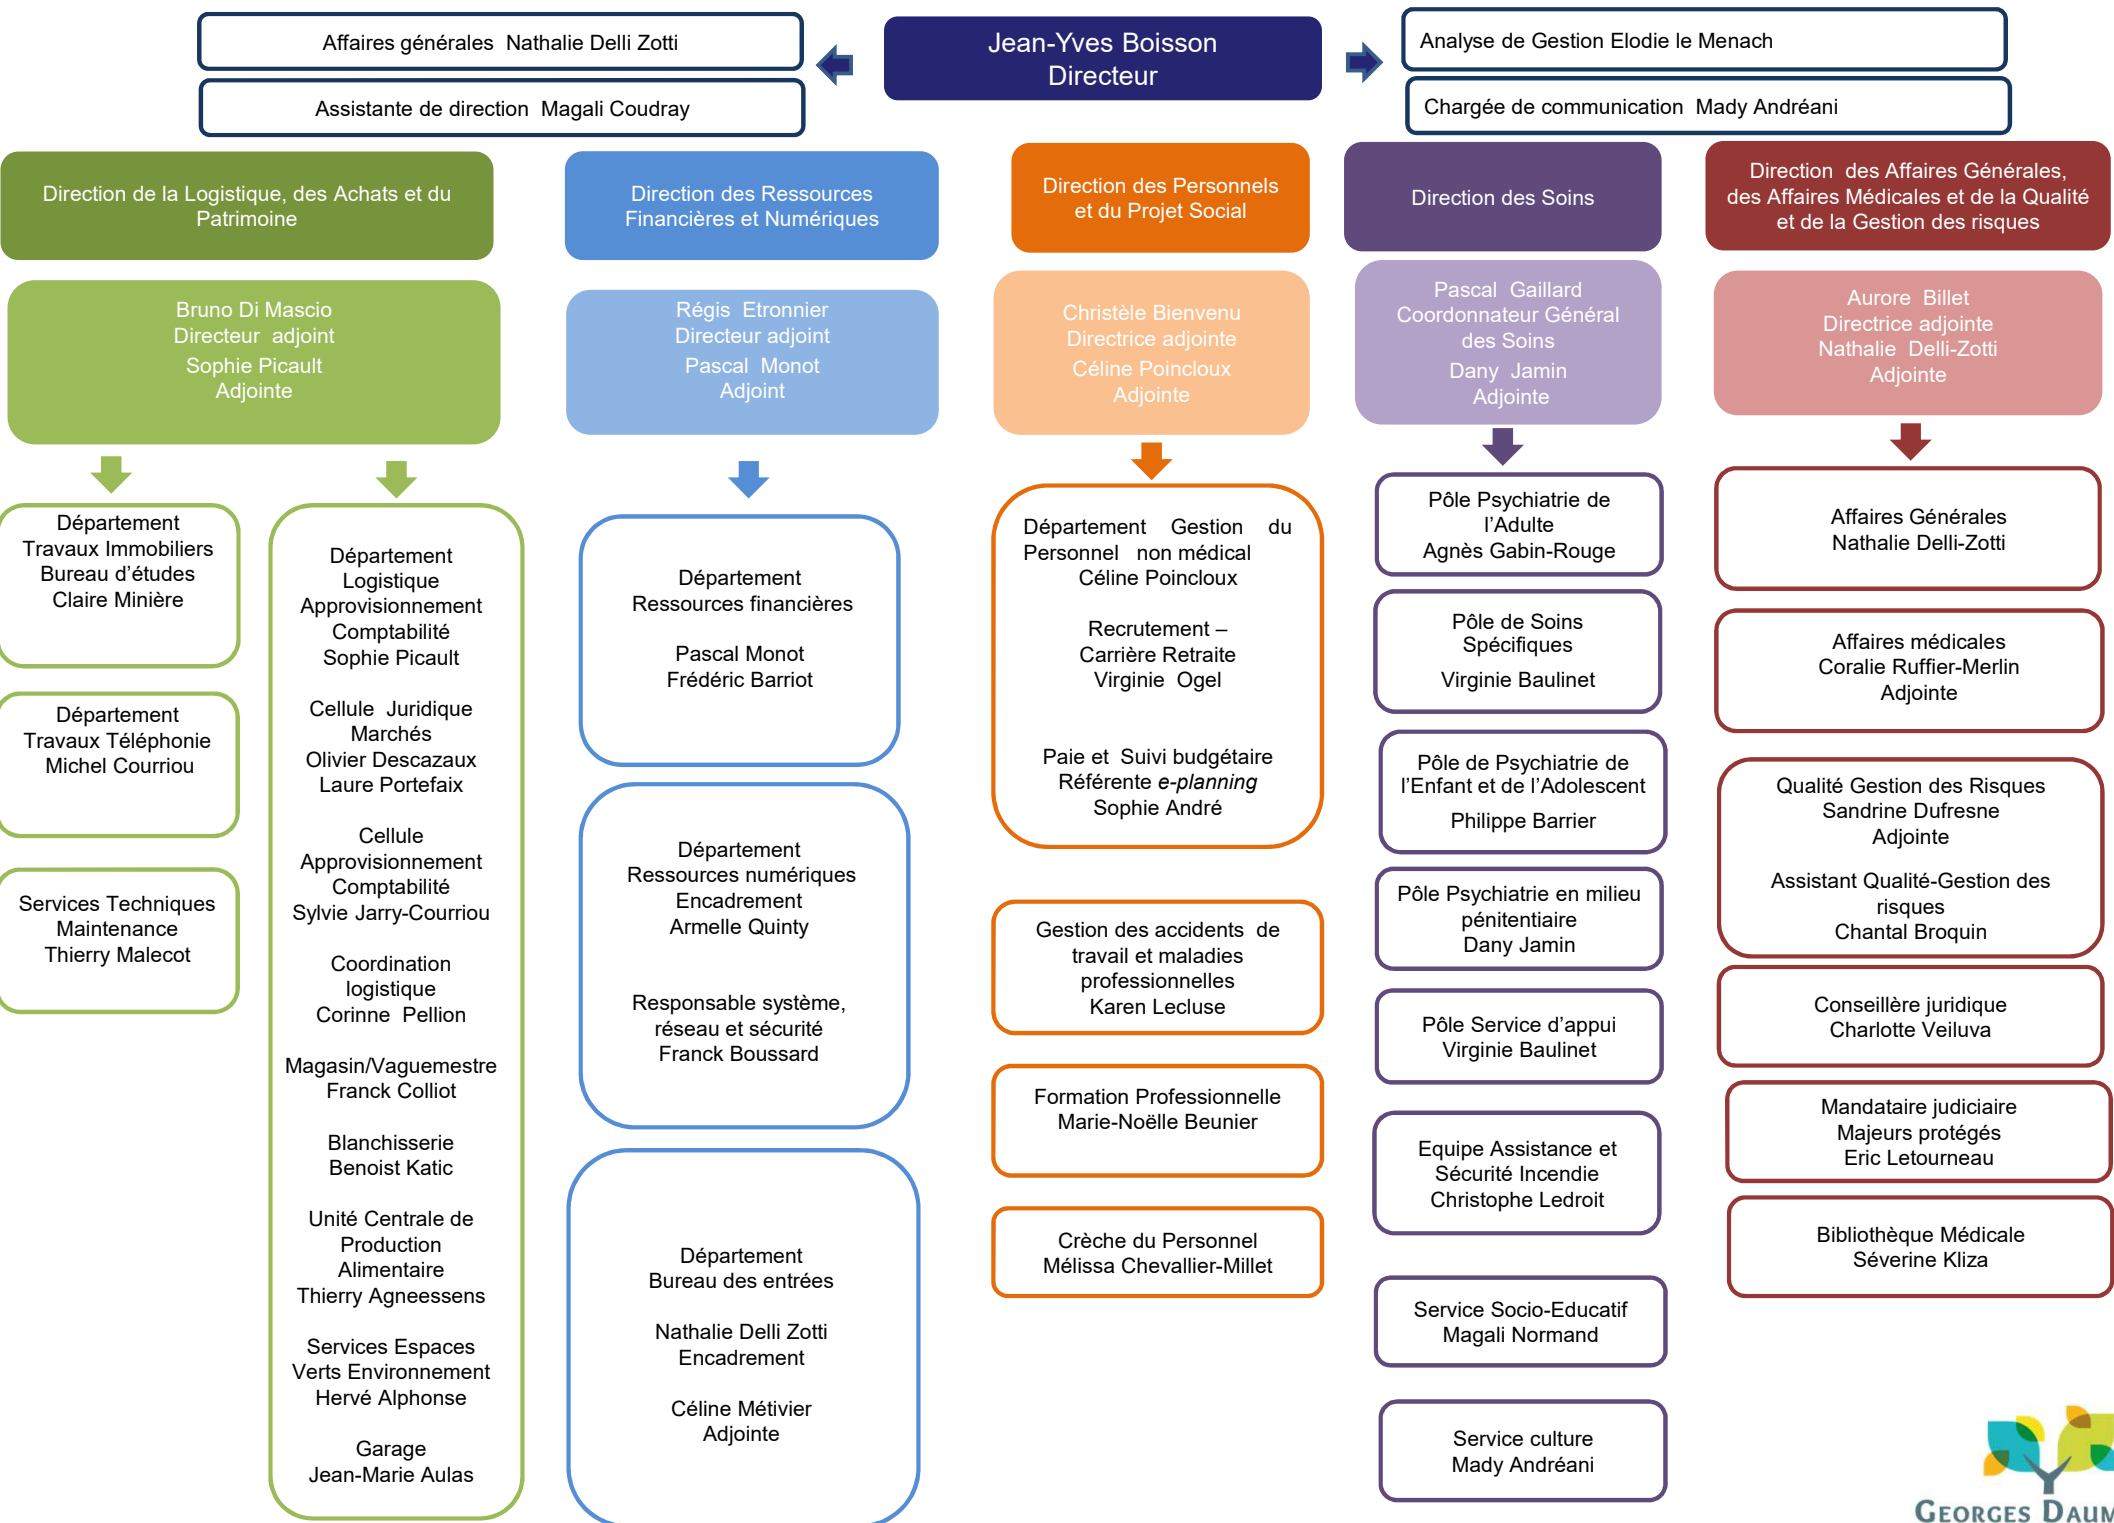 Affaires générales Nathalie Delli Zotti
Assistante de direction Magali Coudray
Jean-Yves Boisson
Directeur
Analyse de Gestion Elodie le Menach
Chargée de communication Mady Andréani
Direction de la Logistique, des Achats et du
Patrimoine
Bruno Di Mascio
Directeur adjoint
Sophie Picault
Adjointe
Département
Travaux Immobiliers
Bureau d’études
Claire Minière
Département
Travaux Téléphonie
Michel Courriou
Services Techniques
Maintenance
Thierry Malecot
Département
Logistique
Approvisionnement
Comptabilité
Sophie Picault
Cellule Juridique
Marchés
Olivier Descazaux
Laure Portefaix
Cellule
Approvisionnement
Comptabilité
Sylvie Jarry-Courriou
Coordination
logistique
Corinne Pellion
Magasin/Vaguemestre
Franck Colliot
Blanchisserie
Benoist Katic
Unité Centrale de
Production
Alimentaire
Thierry Agneessens
Services Espaces
Verts Environnement
Hervé Alphonse
Garage
Jean-Marie Aulas
Direction des Ressources
Financières et Numériques
Régis Etronnier
Directeur adjoint
Pascal Monot
Adjoint
Département
Ressources financières
Pascal Monot
Frédéric Barriot
Département
Ressources numériques
Encadrement
Armelle Quinty
Responsable système,
réseau et sécurité
Franck Boussard
Département
Bureau des entrées
Nathalie Delli Zotti
Encadrement
Céline Métivier
Adjointe
Direction des Personnels
et du Projet Social
Christèle Bienvenu
Directrice adjointe
Céline Poincloux
Adjointe
Département Gestion du
Personnel non médical
Céline Poincloux
Recrutement –
Carrière Retraite
Virginie Ogel
Paie et Suivi budgétaire
Référente e-planning
Sophie André
Gestion des accidents de
travail et maladies
professionnelles
Karen Lecluse
Formation Professionnelle
Marie-Noëlle Beunier
Crèche du Personnel
Mélissa Chevallier-Millet
Direction des Soins
Pascal Gaillard
Coordonnateur Général
des Soins
Dany Jamin
Adjointe
Pôle Psychiatrie de
l’Adulte
Agnès Gabin-Rouge
Pôle de Soins
Spécifiques
Virginie Baulinet
Pôle de Psychiatrie de
l’Enfant et de l’Adolescent
Philippe Barrier
Pôle Psychiatrie en milieu
pénitentiaire
Dany Jamin
Pôle Service d’appui
Virginie Baulinet
Equipe Assistance et
Sécurité Incendie
Christophe Ledroit
Service Socio-Educatif
Magali Normand
Service culture
Mady Andréani
Direction des Affaires Générales,
des Affaires Médicales et de la Qualité
et de la Gestion des risques
Aurore Billet
Directrice adjointe
Nathalie Delli-Zotti
Adjointe
Affaires Générales
Nathalie Delli-Zotti
Affaires médicales
Coralie Ruffier-Merlin
Adjointe
Qualité Gestion des Risques
Sandrine Dufresne
Adjointe
Assistant Qualité-Gestion des
risques
Chantal Broquin
Conseillère juridique
Charlotte Veiluva
Mandataire judiciaire
Majeurs protégés
Eric Letourneau
Bibliothèque Médicale
Séverine Kliza
GEORGES DAUM